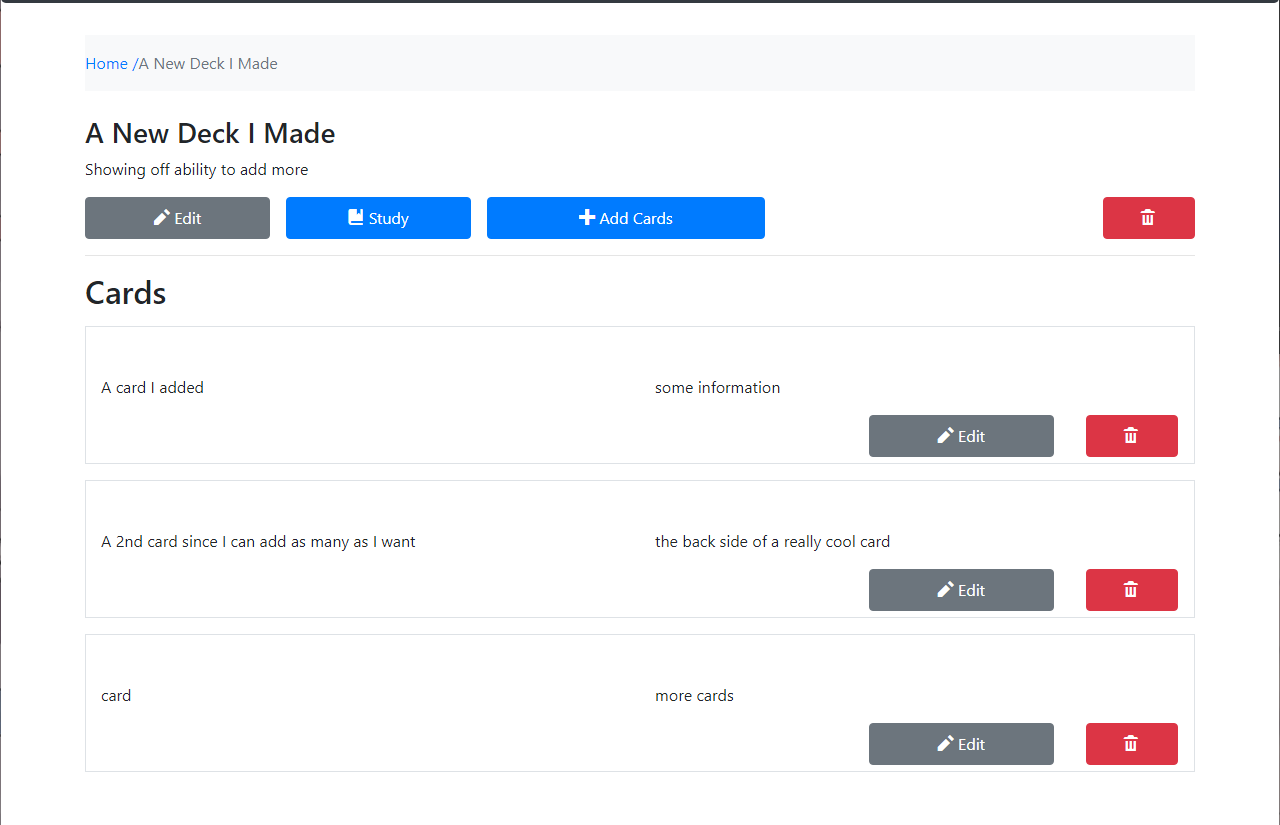 Home /A New Deck I Made
A New Deck I Made
Showing off ability to add more
Edit Study Add Cards
Cards
A card I added some information
Edit
A 2nd card since I can add as many as I want the back side of a really cool card
Edit
card more cards
Edit